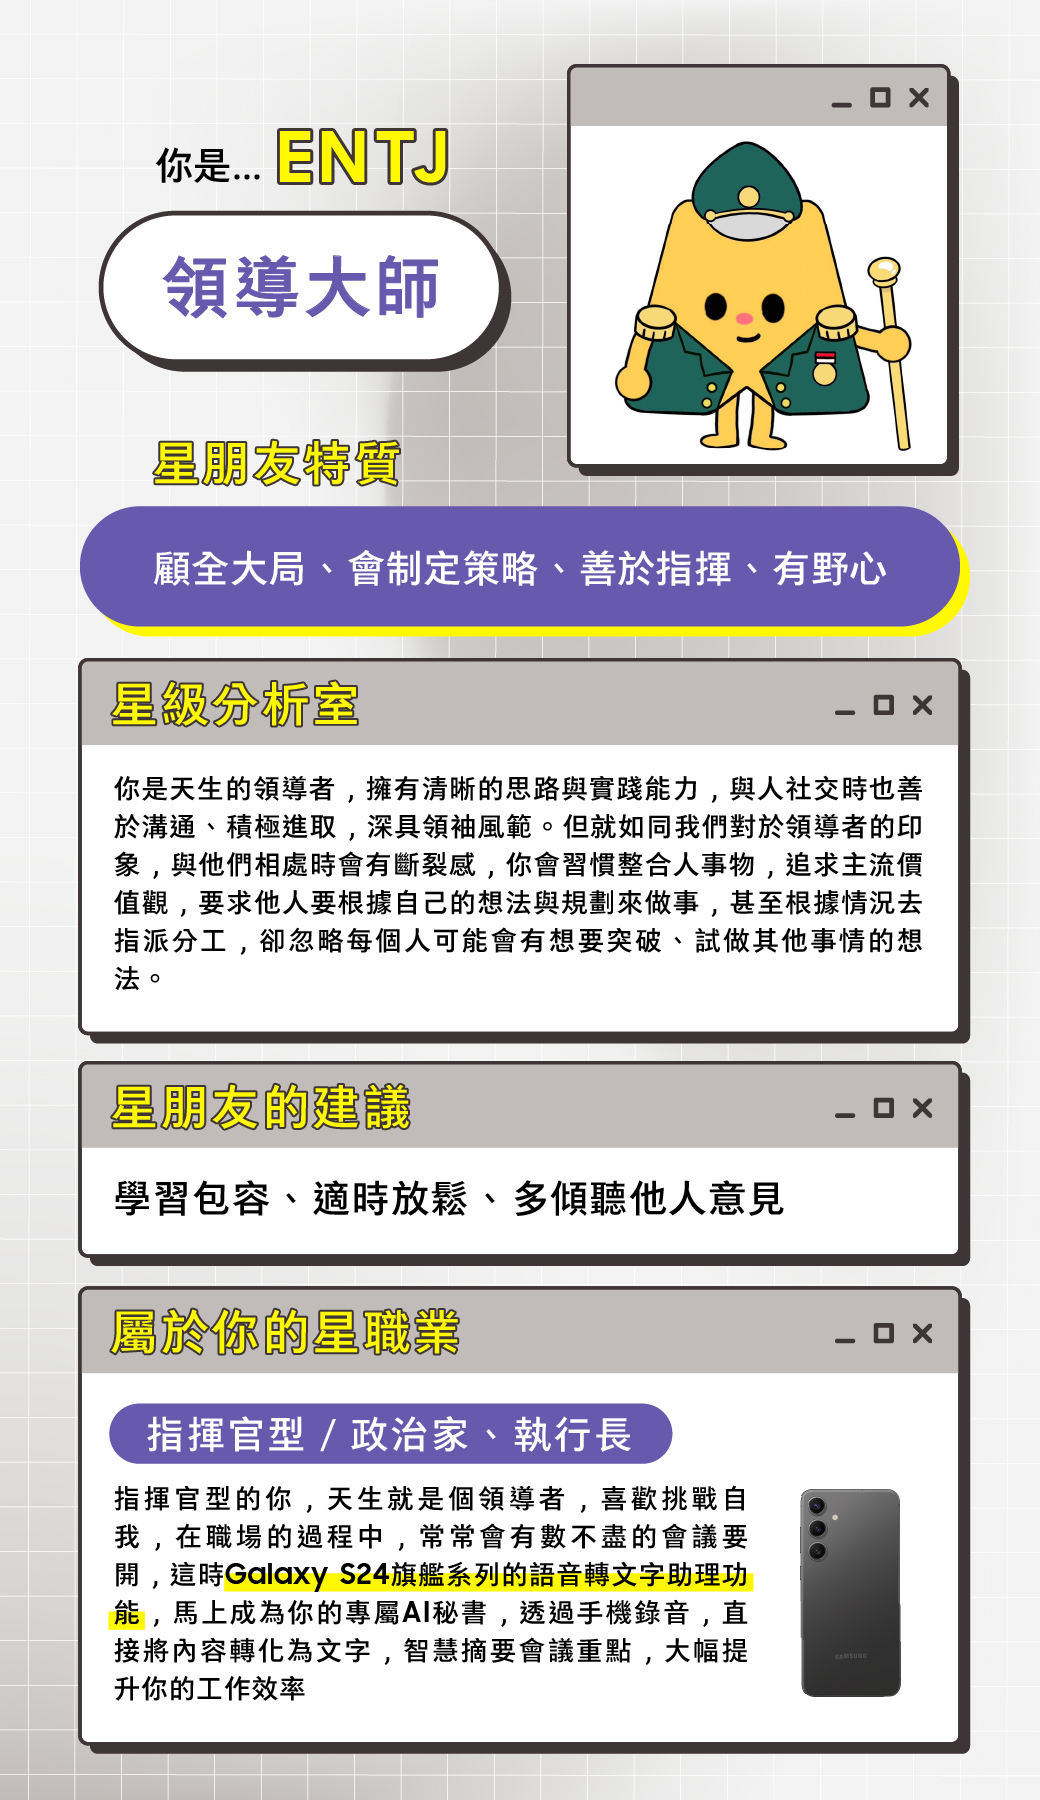 你是... ENTJ
領導大師
星朋友特質
顧全大局、會制定策略、善於指揮、有野心
星級分析室
你是天生的領導者，擁有清晰的思路與實踐能力，與人社交時也善
於溝通、積極進取，深具領袖風範。但就如同我們對於領導者的印
象，與他們相處時會有斷裂感，你會習慣整合人事物，追求主流價
值觀，要求他人要根據自己的想法與規劃來做事，甚至根據情況去
指派分工，卻忽略每個人可能會有想要突破、試做其他事情的想
法。
星朋友的建議
學習包容、適時放鬆、多傾聽他人意見
屬於你的星職業
指揮官型 / 政治家、執行長
指揮官型的你，天生就是個領導者，喜歡挑戰自
我，在職場的過程中，常常會有數不盡的會議要
開，這時Galaxy S24旗艦系列的語音轉文字助理功
能，馬上成為你的專屬AI秘書，透過手機錄音，直
接將內容轉化為文字，智慧摘要會議重點，大幅提
升你的工作效率
SAMSUNG